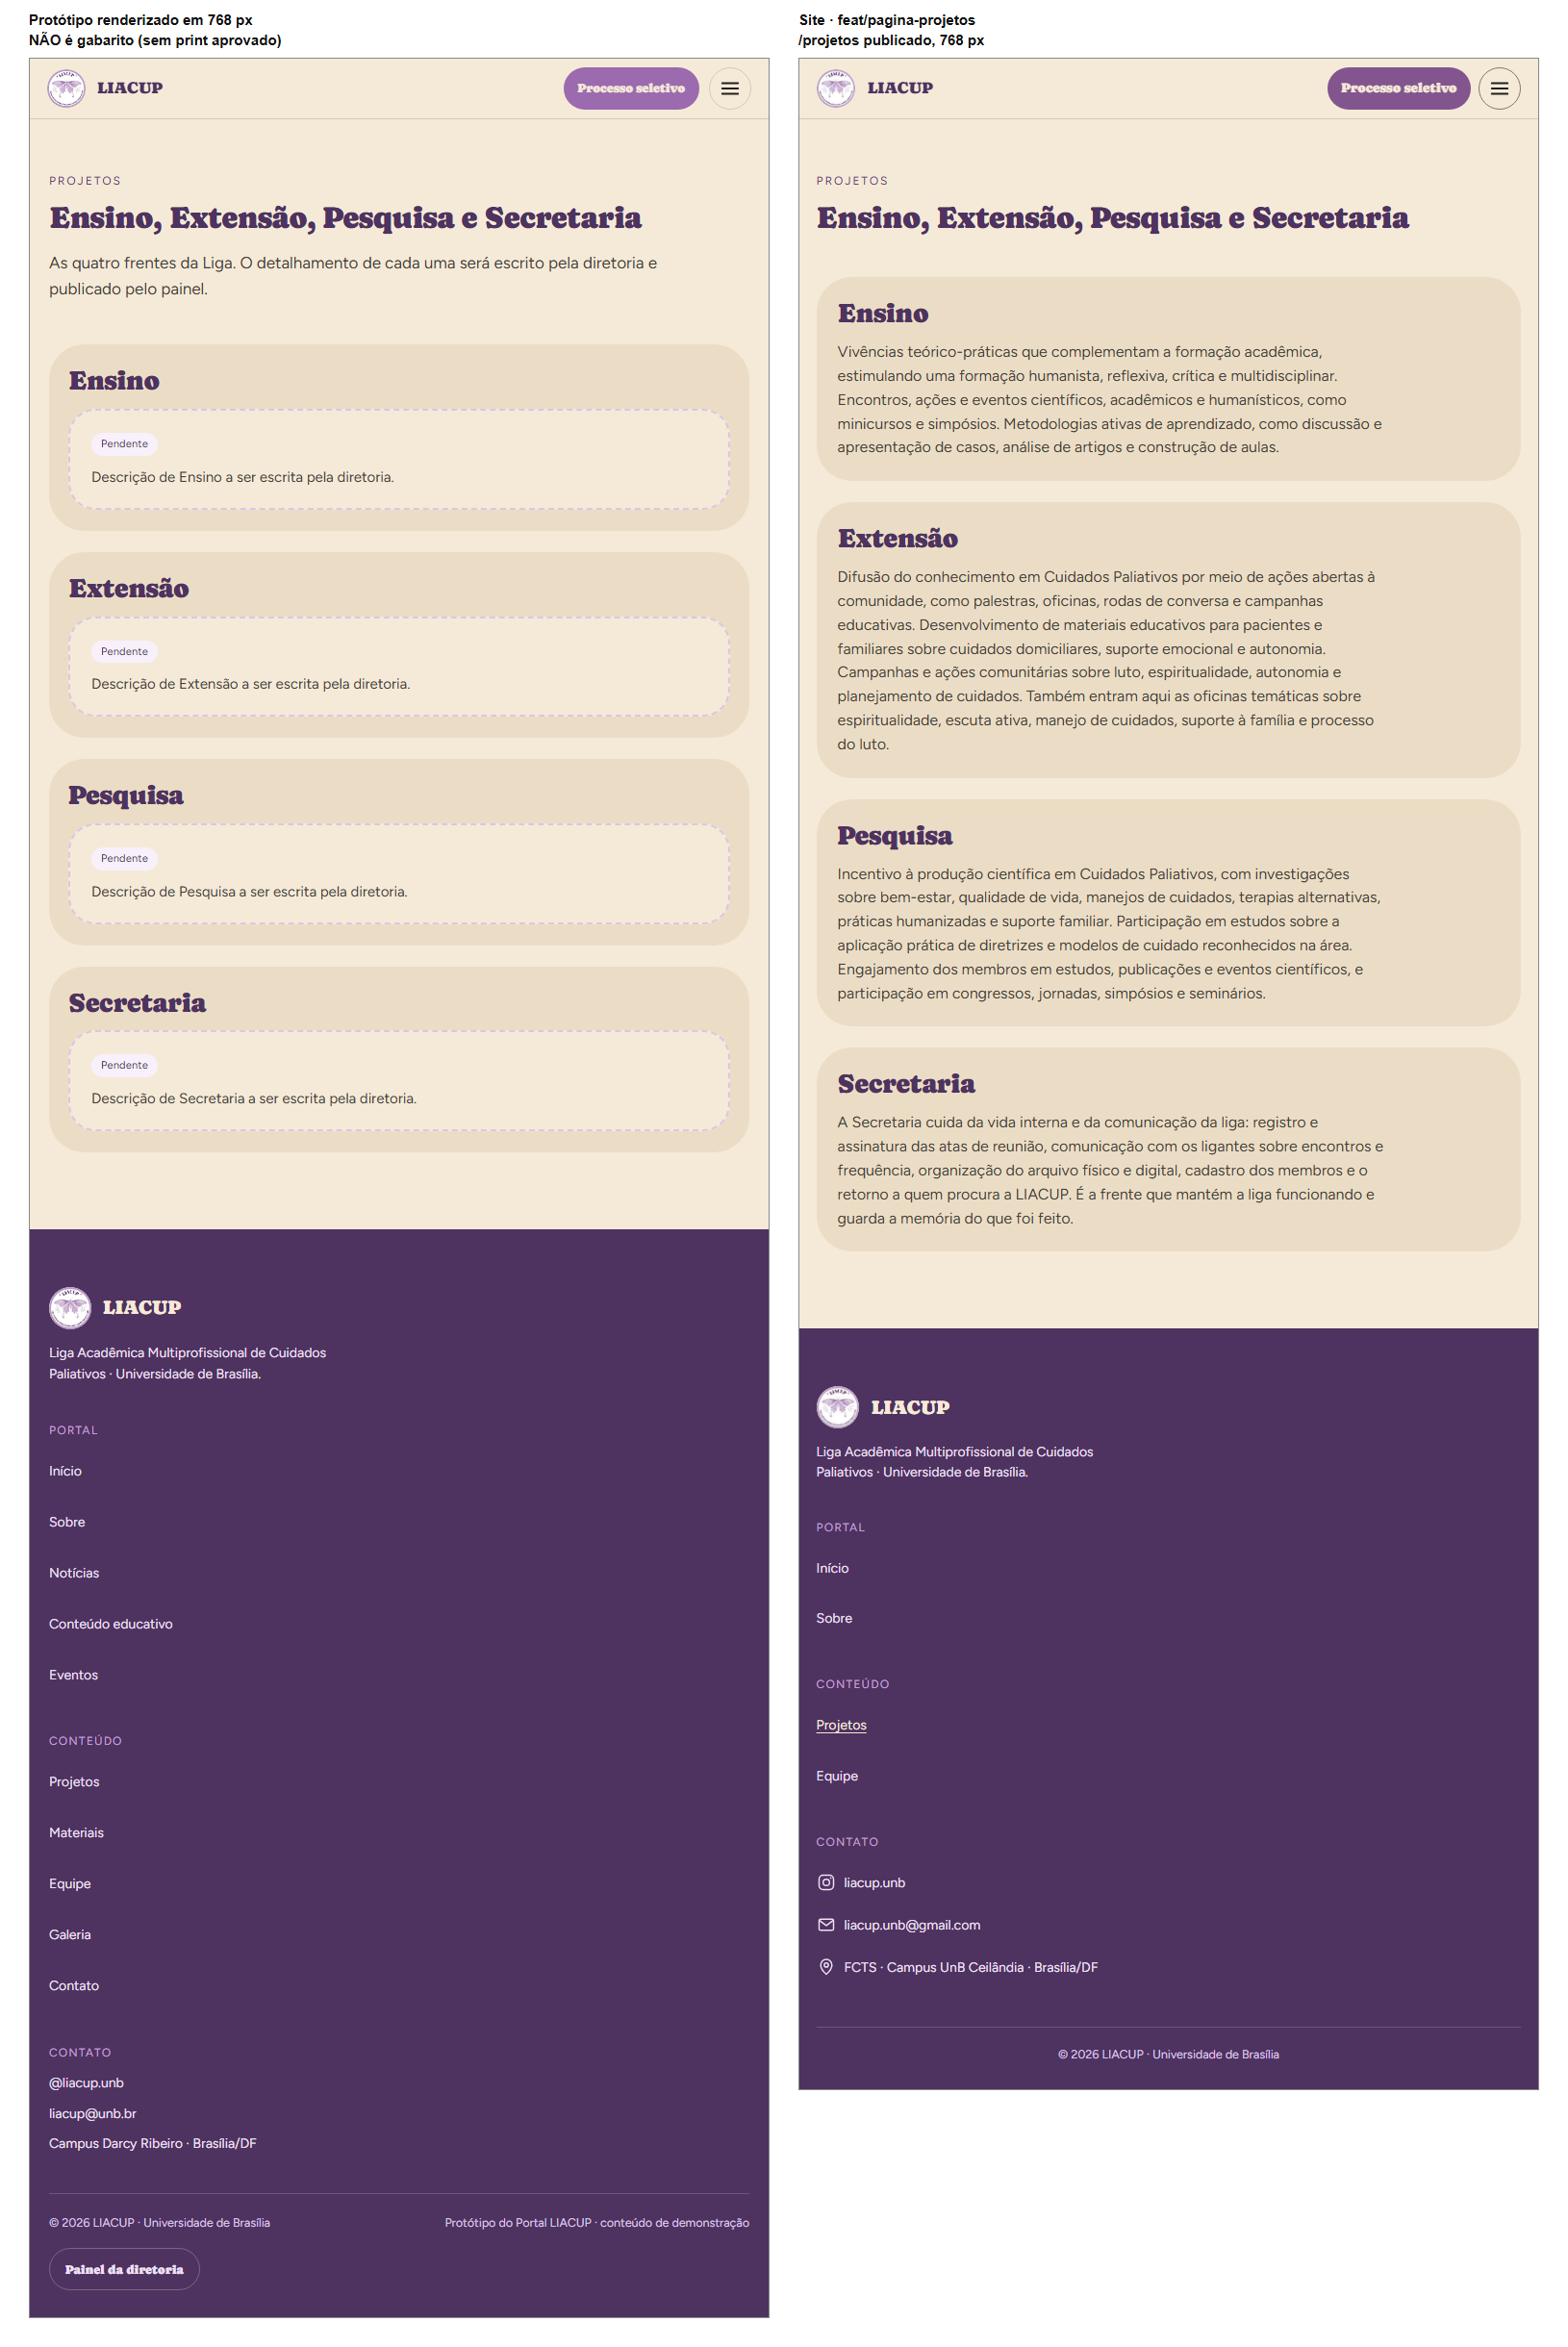 Protótipo renderizado em 768 px
NÃO é gabarito (sem print aprovado)
LIACUP
Processo seletivo
PROJETOS
Ensino, Extensão, Pesquisa e Secretaria
As quatro frentes da Liga. O detalhamento de cada uma será escrito pela diretoria e
publicado pelo painel.
Ensino
Pendente
Descrição de Ensino a ser escrita pela diretoria.
Extensão
Pendente
Descrição de Extensão a ser escrita pela diretoria.
Pesquisa
Pendente
Descrição de Pesquisa a ser escrita pela diretoria.
Secretaria
Pendente
Descrição de Secretaria a ser escrita pela diretoria.
LIACUP
LIACUP
Liga Acadêmica Multiprofissional de Cuidados
Paliativos · Universidade de Brasília.
PORTAL
Início
Sobre
Notícias
Conteúdo educativo
Eventos
CONTEÚDO
Projetos
Materiais
Equipe
Galeria
Contato
CONTATO
@liacup.unb
liacup@unb.br
Campus Darcy Ribeiro · Brasília/DF
© 2026 LIACUP · Universidade de Brasília
Protótipo do Portal LIACUP · conteúdo de demonstração
Painel da diretoria
Site · feat/pagina-projetos
/projetos publicado, 768 px
LIACUP
Processo seletivo
PROJETOS
Ensino, Extensão, Pesquisa e Secretaria
Ensino
Vivências teórico-práticas que complementam a formação acadêmica,
estimulando uma formação humanista, reflexiva, crítica e multidisciplinar.
Encontros, ações e eventos científicos, acadêmicos e humanísticos, como
minicursos e simpósios. Metodologias ativas de aprendizado, como discussão e
apresentação de casos, análise de artigos e construção de aulas.
Extensão
Difusão do conhecimento em Cuidados Paliativos por meio de ações abertas à
comunidade, como palestras, oficinas, rodas de conversa e campanhas
educativas. Desenvolvimento de materiais educativos para pacientes e
familiares sobre cuidados domiciliares, suporte emocional e autonomia.
Campanhas e ações comunitárias sobre luto, espiritualidade, autonomia e
planejamento de cuidados. Também entram aqui as oficinas temáticas sobre
espiritualidade, escuta ativa, manejo de cuidados, suporte à família e processo
do luto.
Pesquisa
Incentivo à produção científica em Cuidados Paliativos, com investigações
sobre bem-estar, qualidade de vida, manejos de cuidados, terapias alternativas,
práticas humanizadas e suporte familiar. Participação em estudos sobre a
aplicação prática de diretrizes e modelos de cuidado reconhecidos na área.
Engajamento dos membros em estudos, publicações e eventos científicos, e
participação em congressos, jornadas, simpósios e seminários.
Secretaria
A Secretaria cuida da vida interna e da comunicação da liga: registro e
assinatura das atas de reunião, comunicação com os ligantes sobre encontros e
frequência, organização do arquivo físico e digital, cadastro dos membros e o
retorno a quem procura a LIACUP. É a frente que mantém a liga funcionando e
guarda a memória do que foi feito.
LIACUP
LIACUP
Liga Acadêmica Multiprofissional de Cuidados
Paliativos · Universidade de Brasília.
PORTAL
Início
Sobre
CONTEÚDO
Projetos
Equipe
CONTATO
liacup.unb
liacup.unb@gmail.com
FCTS · Campus UnB Ceilândia · Brasília/DF
© 2026 LIACUP · Universidade de Brasília